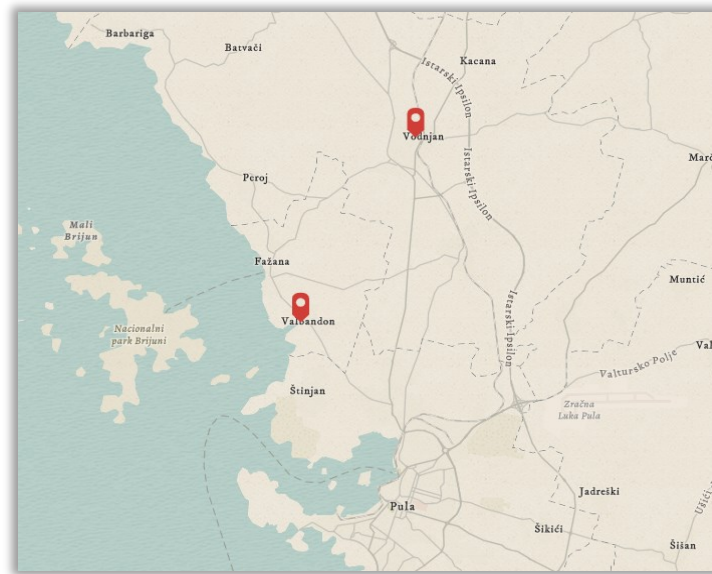 Barbariga
Batvači
Kacana
Istarski Ipsilon
Vodnjan
Istarski Ipsilon
Peroj
Mali
Brijun
Fažana
Muntić
Istarski Ipsilon
Valbandon
Nacionalni
park Brijuni
Valtursko Polje
Štinjan
Zračna
Luka Pula
Jadreški
Pula
Šikići
Šišan